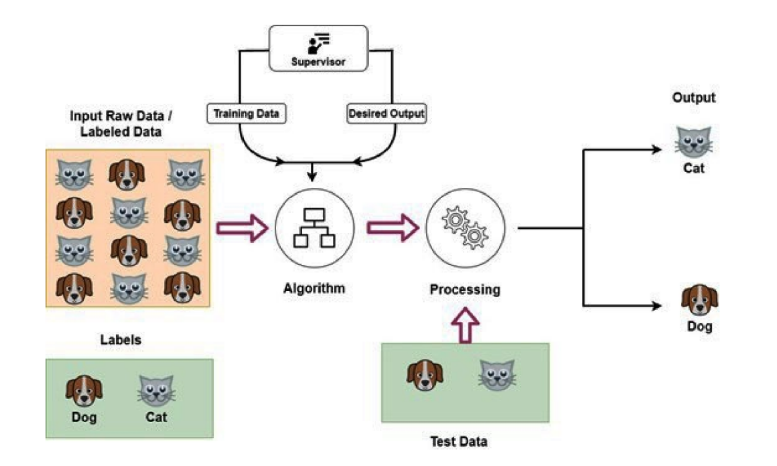 Supervisor
Training Data
Desired Output
Input Raw Data /
Labeled Data
Output
Cat
Algorithm
Processing
Dog
Labels
Dog
Cat
Test Data